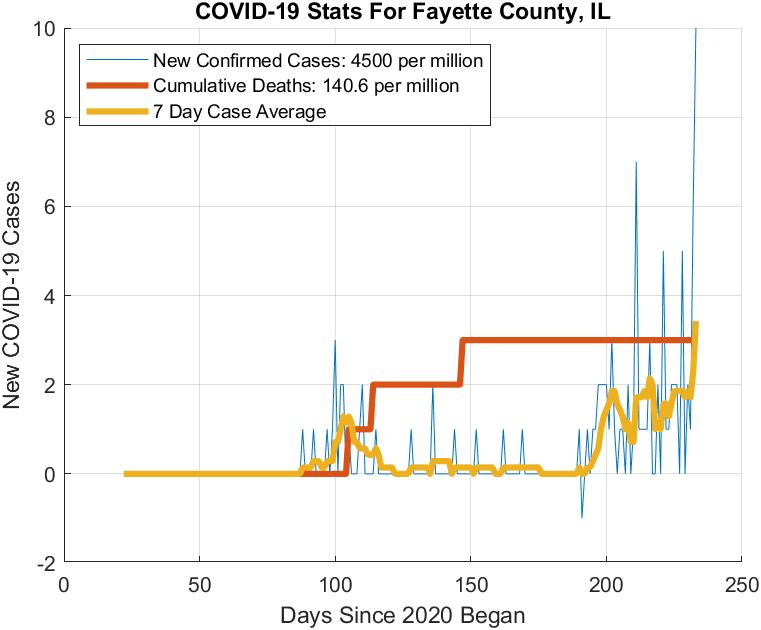 COVID-19 Stats For Fayette County, IL
New Confirmed Cases: 4500 per million
Cumulative Deaths: 140.6 per million
7 Day Case Average
New COVID-19 Cases
10
8
6
4
2
0
-2
0 50 100 150 200 250
Days Since 2020 Began